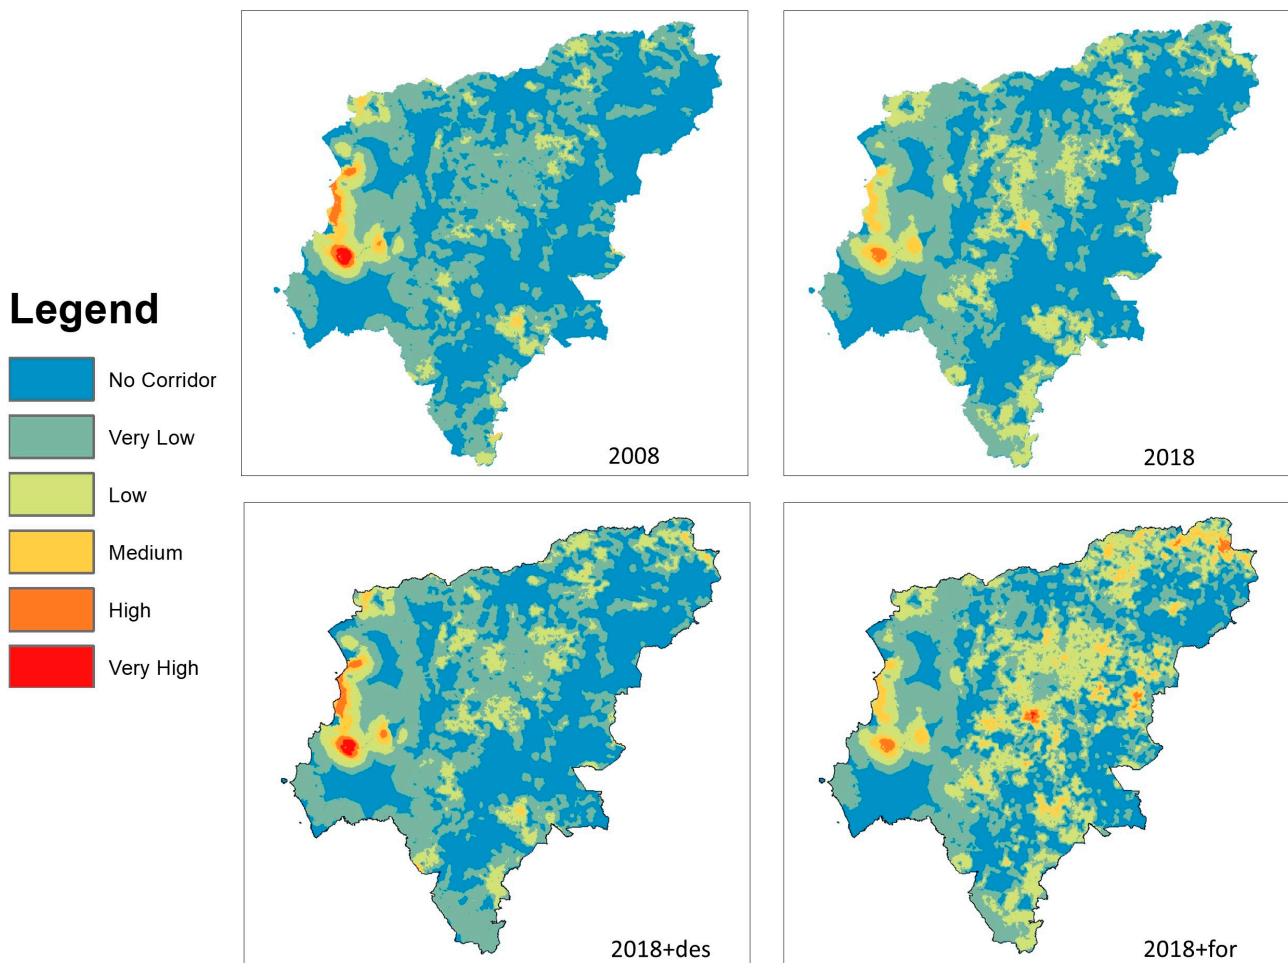 Legend
No Corridor
Very Low
Low
Medium
High
Very High
2008
2018
2018+des
2018+for